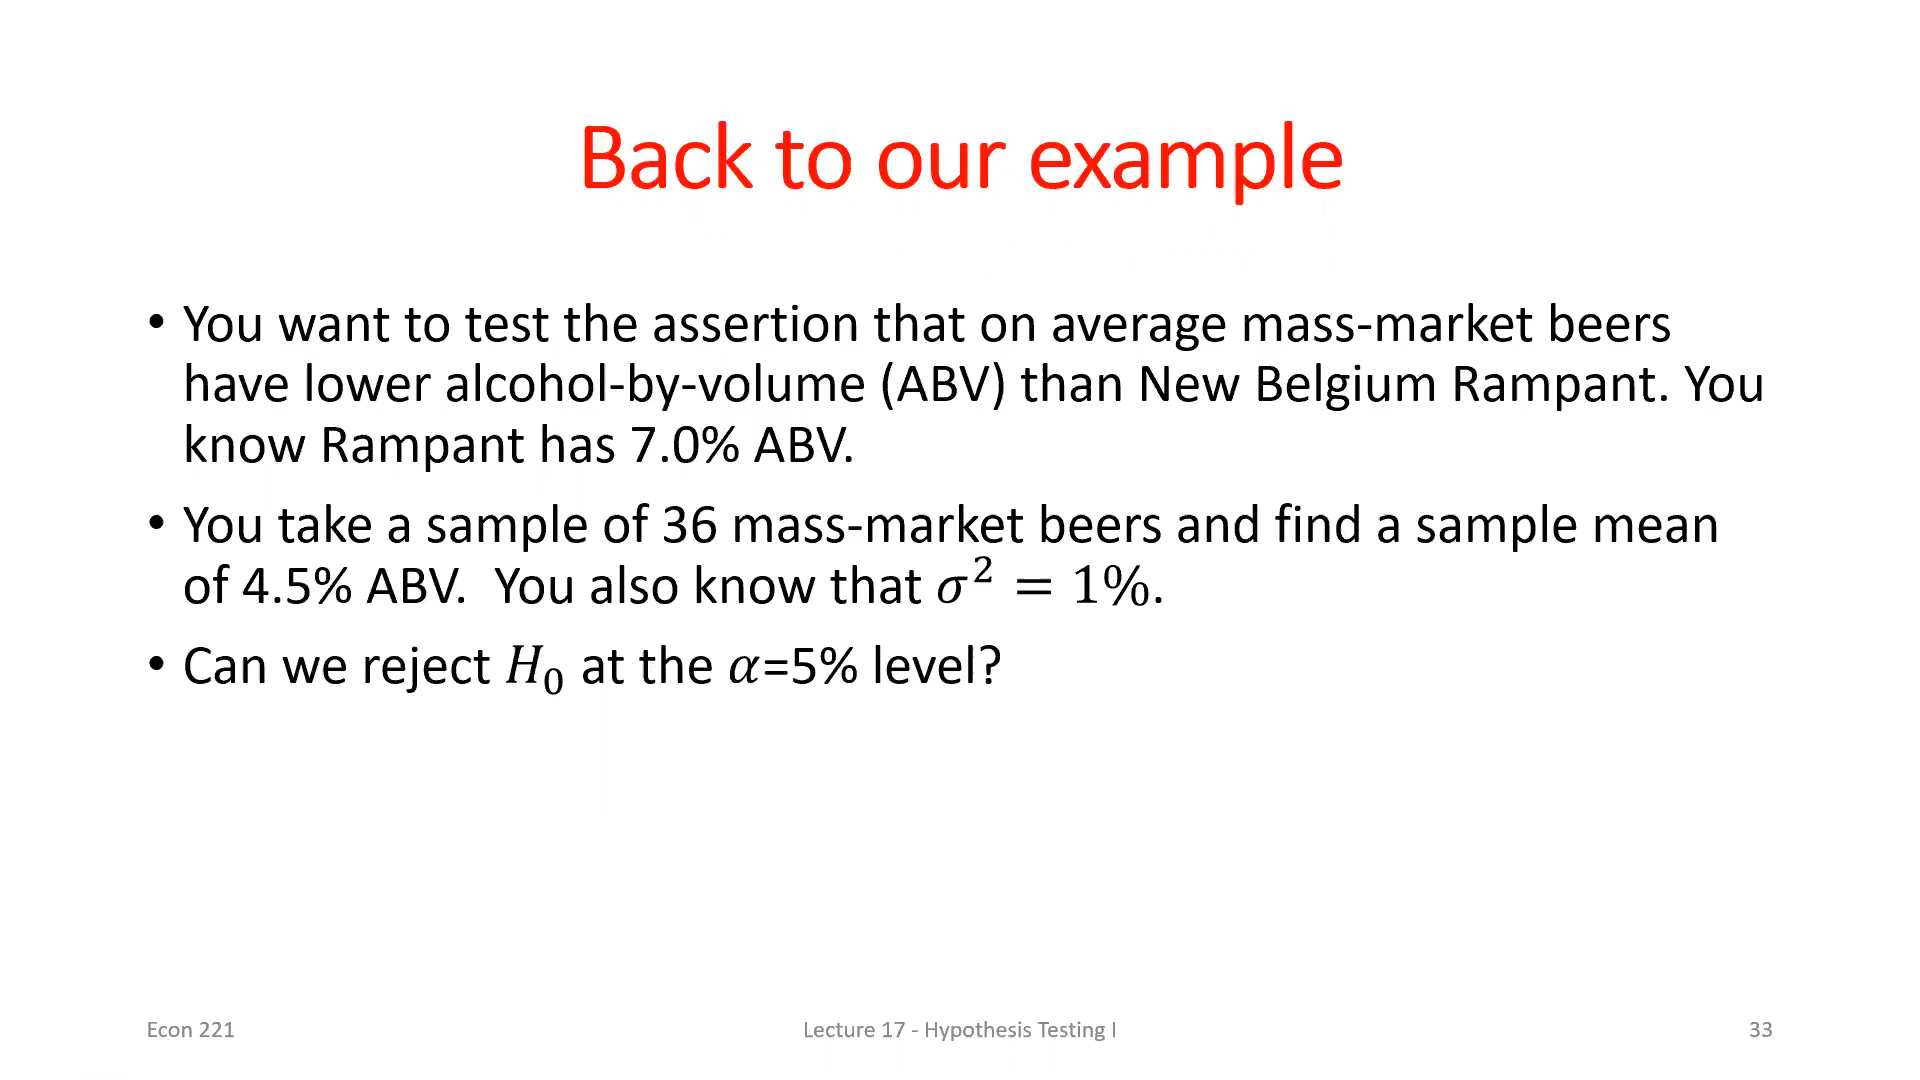 Back to our example
• You want to test the assertion that on average mass-market beers
have lower alcohol-by-volume (ABV) than New Belgium Rampant. You
know Rampant has 7.0% ABV.
• You take a sample of 36 mass-market beers and find a sample mean
of 4.5% ABV.  You also know that σ² = 1%.
• Can we reject H₀ at the α=5% level?
Econ 221
Lecture 17 - Hypothesis Testing I
33